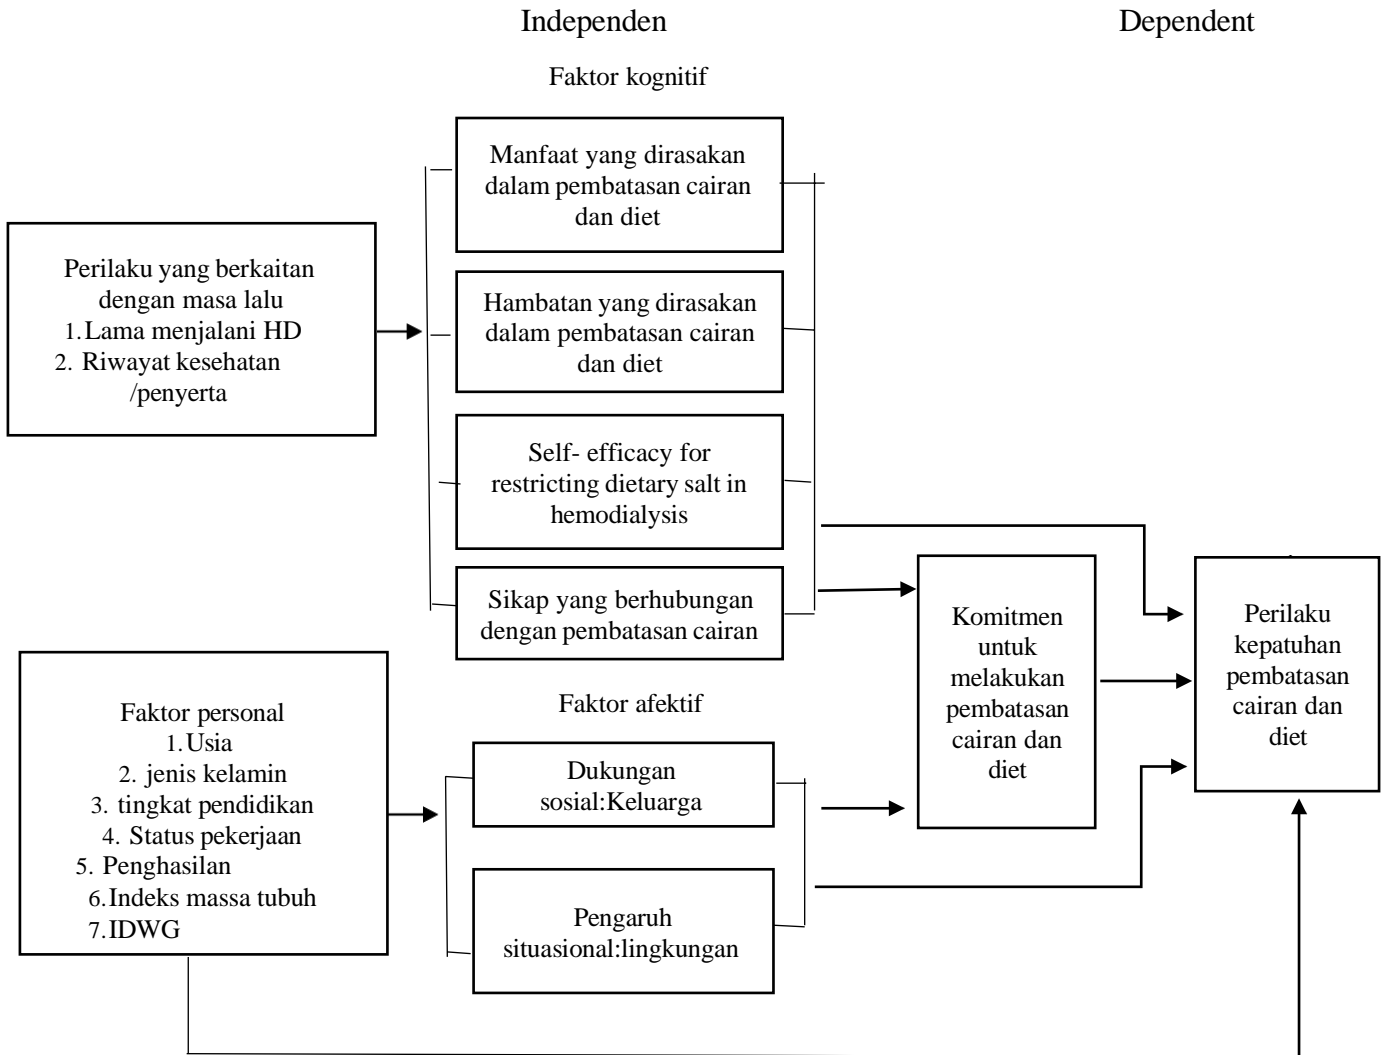 Independen
Dependent
Faktor kognitif
Manfaat yang dirasakan
dalam pembatasan cairan
dan diet
Perilaku yang berkaitan
dengan masa lalu
1. Lama menjalani HD
2. Riwayat kesehatan
/penyerta
Hambatan yang dirasakan
dalam pembatasan cairan
dan diet
Self- efficacy for
restricting dietary salt in
hemodialysis
Sikap yang berhubungan
dengan pembatasan cairan
Komitmen
untuk
melakukan
pembatasan
cairan dan
diet
Perilaku
kepatuhan
pembatasan
cairan dan
diet
Faktor personal
1. Usia
2. jenis kelamin
3. tingkat pendidikan
4. Status pekerjaan
5. Penghasilan
6. Indeks massa tubuh
7. IDWG
Faktor afektif
Dukungan
sosial:Keluarga
Pengaruh
situasional:lingkungan